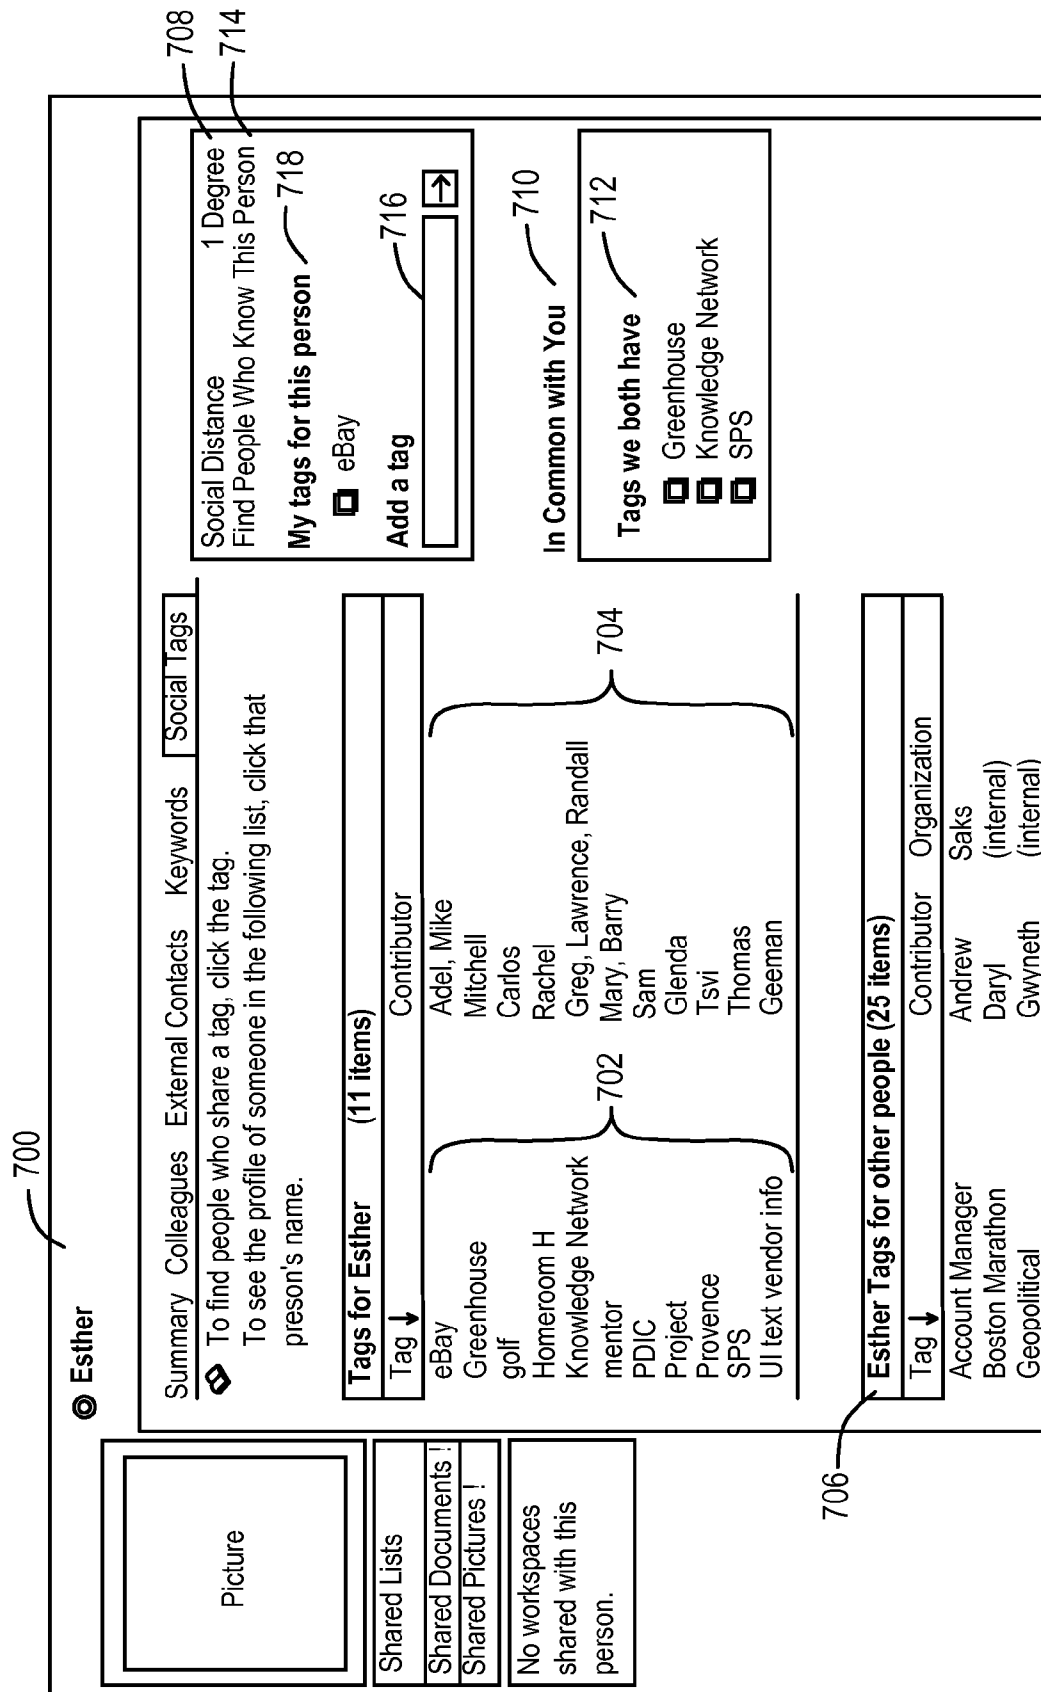 700
Esther
Picture
Shared Lists
Shared Documents !
Shared Pictures !
No workspaces
shared with this
person.
Summary Colleagues External Contacts Keywords Social Tags
To find people who share a tag, click the tag.
To see the profile of someone in the following list, click that
preson's name.
Tags for Esther (11 items)
Tag ↓ Contributor
eBay Adel, Mike
Greenhouse Mitchell
golf Carlos
Homeroom H Rachel
Knowledge Network Greg, Lawrence, Randall
mentor Mary, Barry
PDIC Sam
Project Glenda
Provence Tsvi
SPS Thomas
UI text vendor info Geeman
702
704
706
Esther Tags for other people (25 items)
Tag ↓ Contributor Organization
Account Manager Andrew Saks
Boston Marathon Daryl (internal)
Geopolitical Gwyneth (internal)
Social Distance 1 Degree
708
Find People Who Know This Person
714
My tags for this person
718
eBay
Add a tag
716
→
In Common with You
710
Tags we both have
712
Greenhouse
Knowledge Network
SPS